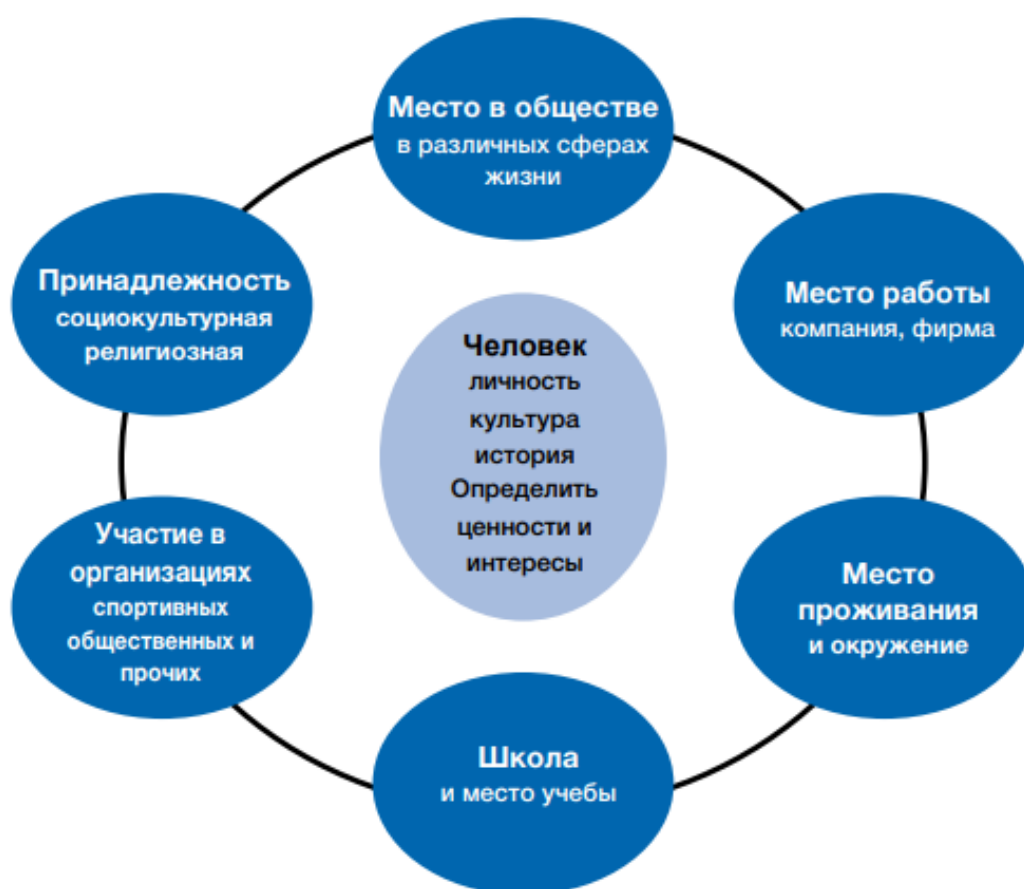 Место в обществе
в различных сферах
жизни
Принадлежность
социокультурная
религиозная
Место работы
компания, фирма
Человек
личность
культура
история
Определить
ценности и
интересы
Участие в
организациях
спортивных
общественных и
прочих
Место
проживания
и окружение
Школа
и место учебы